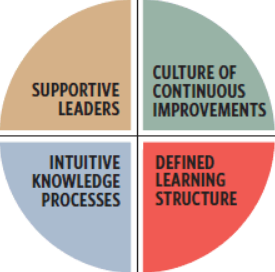 SUPPORTIVE
LEADERS
CULTURE OF
CONTINUOUS
IMPROVEMENTS
INTUITIVE
KNOWLEDGE
PROCESSES
DEFINED
LEARNING
STRUCTURE